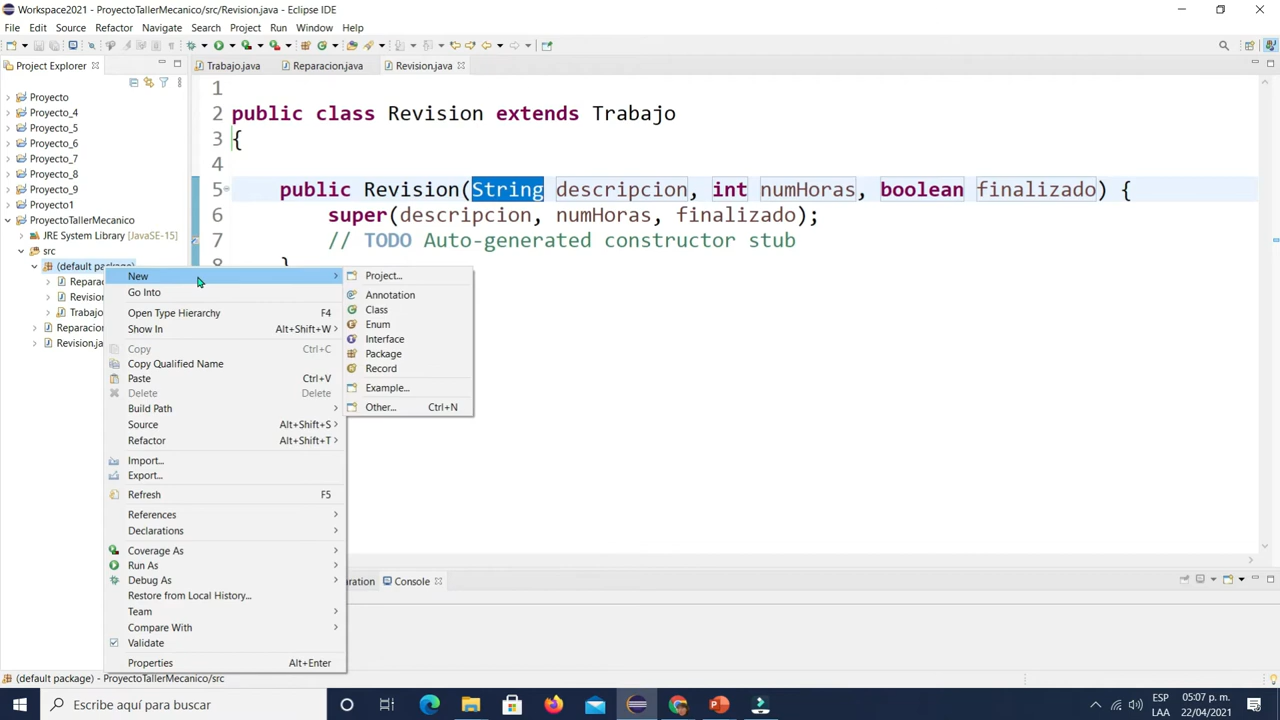 Workspace2021 - ProyectoTallerMecanico/src/Revision.java - Eclipse IDE
File Edit Source Refactor Navigate Search Project Run Window Help
Project Explorer
Trabajo.java Reparacion.java Revision.java
Proyecto
Proyecto_4
Proyecto_5
Proyecto_6
Proyecto_7
Proyecto_8
Proyecto_9
Proyecto1
ProyectoTallerMecanico
JRE System Library [JavaSE-15]
src
(default package)
Repara
Revision
Trabajo
Reparacion
Revision.ja
1
2 public class Revision extends Trabajo
3 {
4
5 public Revision(String descripcion, int numHoras, boolean finalizado) {
6 super(descripcion, numHoras, finalizado);
7 // TODO Auto-generated constructor stub
8 }
New
Go Into
Open Type Hierarchy F4
Show In Alt+Shift+W
Copy Ctrl+C
Copy Qualified Name
Paste Ctrl+V
Delete Delete
Build Path
Source Alt+Shift+S
Refactor Alt+Shift+T
Import...
Export...
Refresh F5
References
Declarations
Coverage As
Run As
Debug As
Restore from Local History...
Team
Compare With
Validate
Properties Alt+Enter
Project...
Annotation
Class
Enum
Interface
Package
Record
Example...
Other... Ctrl+N
aration Console
(default package) - ProyectoTallerMecanico/src
Escribe aquí para buscar
ESP
LAA
05:07 p. m.
22/04/2021